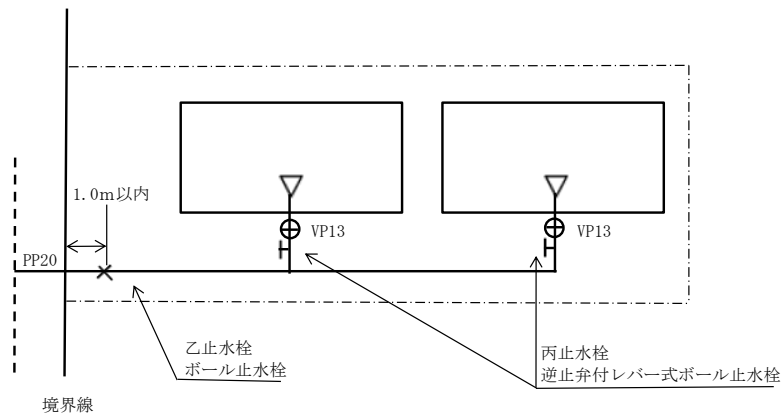 1.0m以内
VP13
VP13
PP20
乙止水栓
ボール止水栓
丙止水栓
逆止弁付レバー式ボール止水栓
境界線